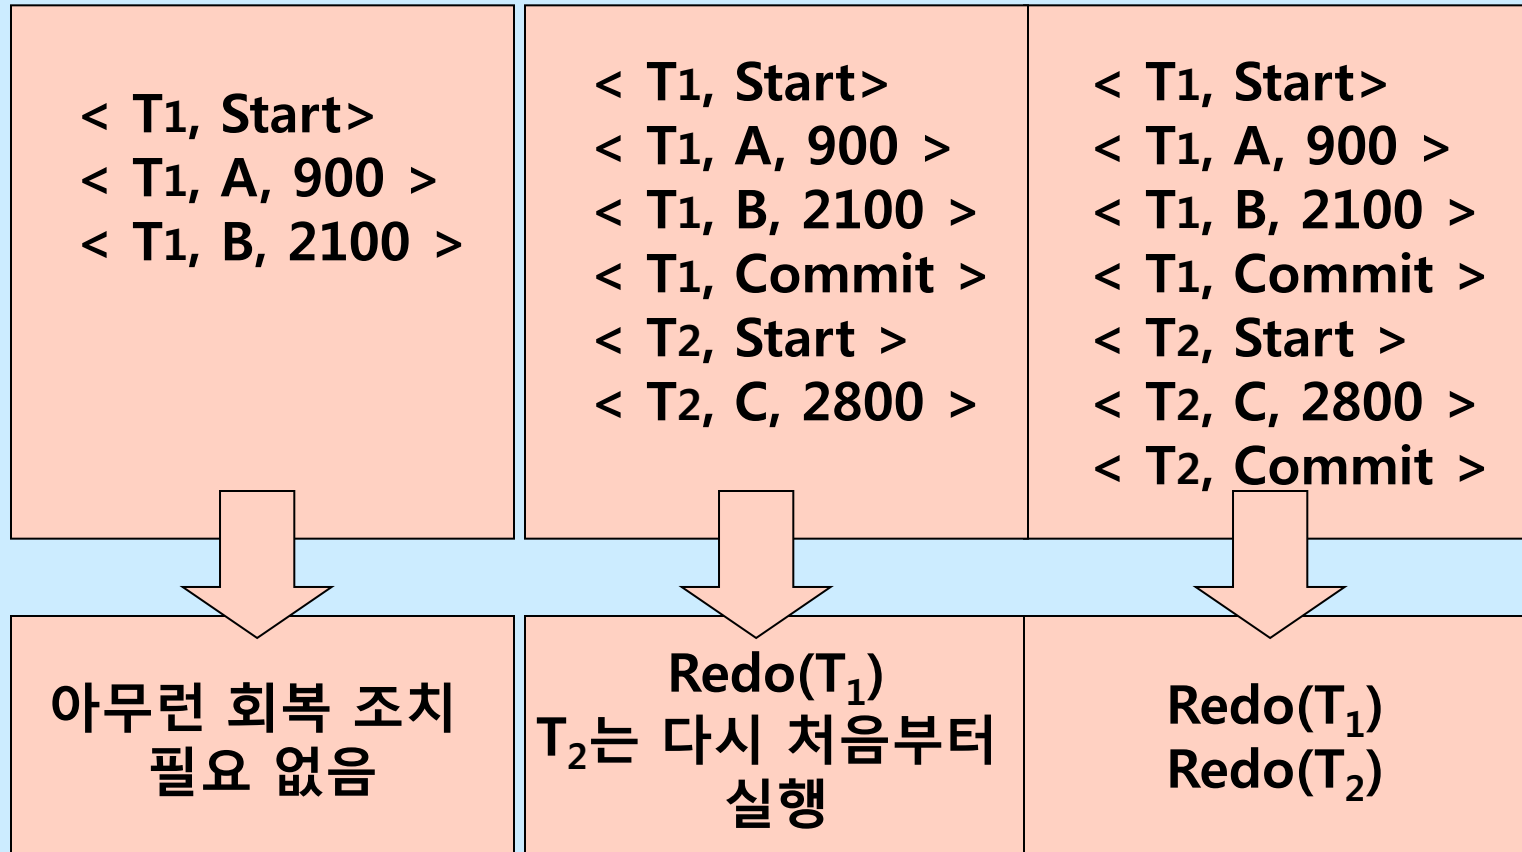 < T1, Start>
< T1, A, 900 >
< T1, B, 2100 >
< T1, Start>
< T1, A, 900 >
< T1, B, 2100 >
< T1, Commit >
< T2, Start >
< T2, C, 2800 >
< T1, Start>
< T1, A, 900 >
< T1, B, 2100 >
< T1, Commit >
< T2, Start >
< T2, C, 2800 >
< T2, Commit >
아무런 회복 조치
필요 없음
Redo(T1)
T2는 다시 처음부터
실행
Redo(T1)
Redo(T2)